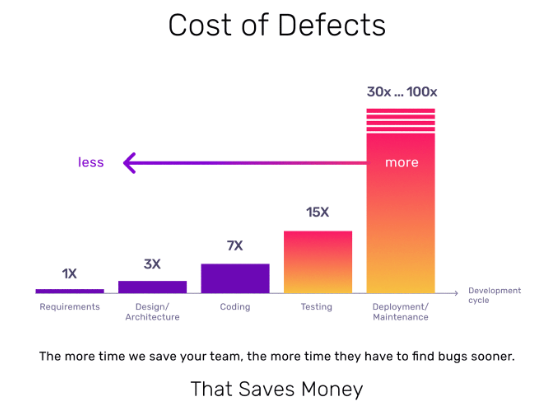 Cost of Defects
30x ... 100x
less
more
15X
7X
3X
1X
Requirements
Design/
Architecture
Coding
Testing
Deployment/
Maintenance
Development
cycle
The more time we save your team, the more time they have to find bugs sooner.
That Saves Money